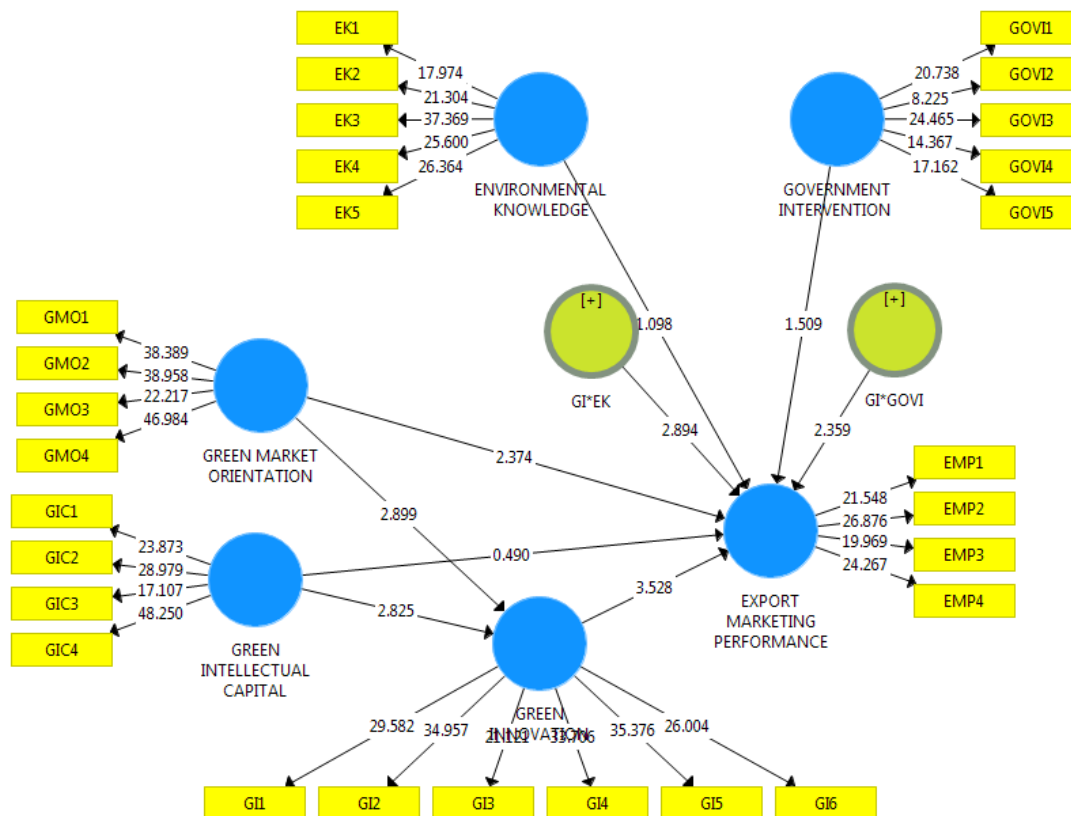 EK1
EK2
EK3
EK4
EK5
17.974
21.304
37.369
25.600
26.364
ENVIRONMENTAL
KNOWLEDGE
GOVI1
GOVI2
GOVI3
GOVI4
GOVI5
20.738
8.225
24.465
14.367
17.162
GOVERNMENT
INTERVENTION
[+]
GI*EK
[+]
GI*GOVI
1.098
1.509
2.894
2.359
GMO1
GMO2
GMO3
GMO4
38.389
38.958
22.217
46.984
GREEN MARKET
ORIENTATION
2.374
2.899
GIC1
GIC2
GIC3
GIC4
23.873
28.979
17.107
48.250
GREEN
INTELLECTUAL
CAPITAL
0.490
2.825
3.528
EMP1
EMP2
EMP3
EMP4
21.548
26.876
19.969
24.267
EXPORT
MARKETING
PERFORMANCE
GREEN
INNOVATION
29.582
34.957
21.121
33.706
35.376
26.004
GI1
GI2
GI3
GI4
GI5
GI6